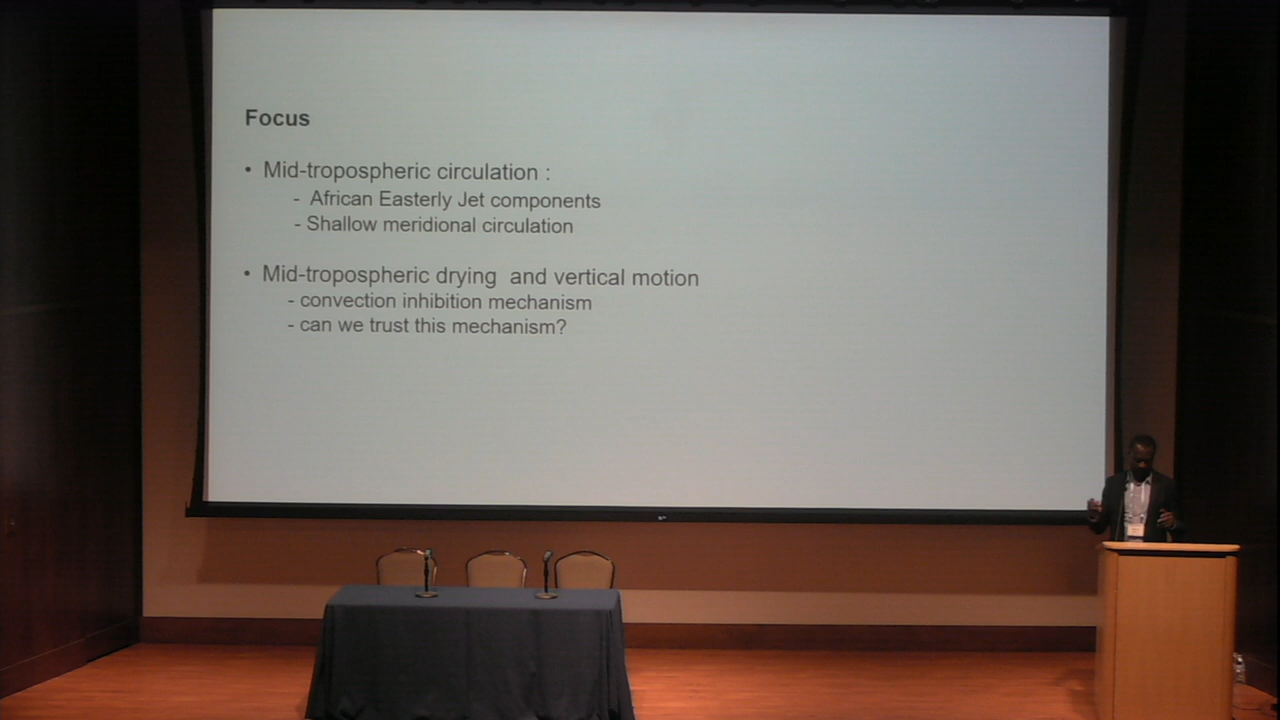 Focus
• Mid-tropospheric circulation :
- African Easterly Jet components
- Shallow meridional circulation
• Mid-tropospheric drying and vertical motion
- convection inhibition mechanism
- can we trust this mechanism?